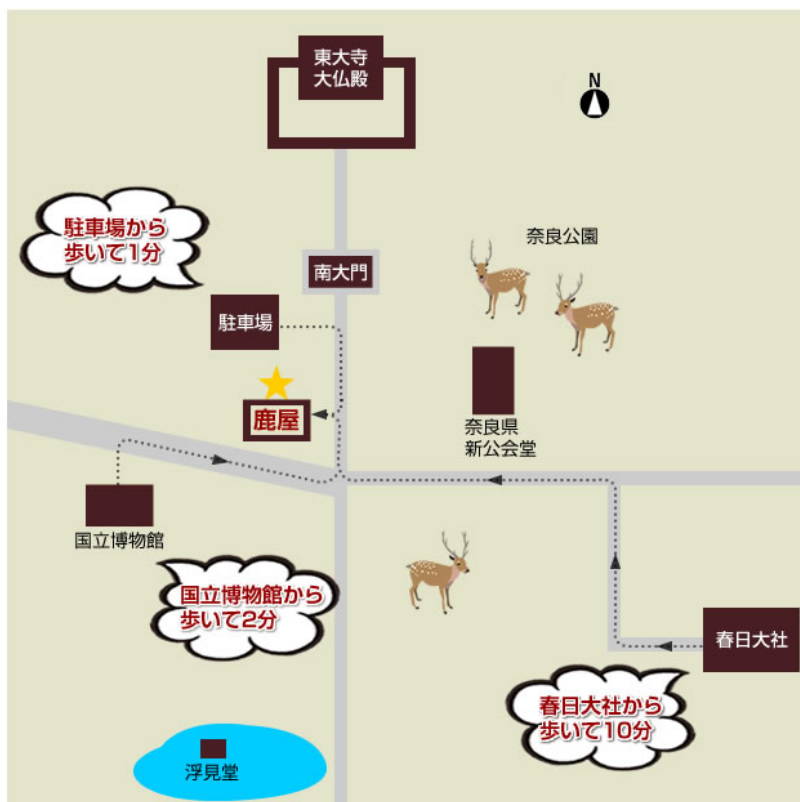 東大寺
大仏殿
N
駐車場から
歩いて1分
奈良公園
南大門
駐車場
鹿屋
奈良県
新公会堂
国立博物館
国立博物館から
歩いて2分
春日大社
春日大社から
歩いて10分
浮見堂